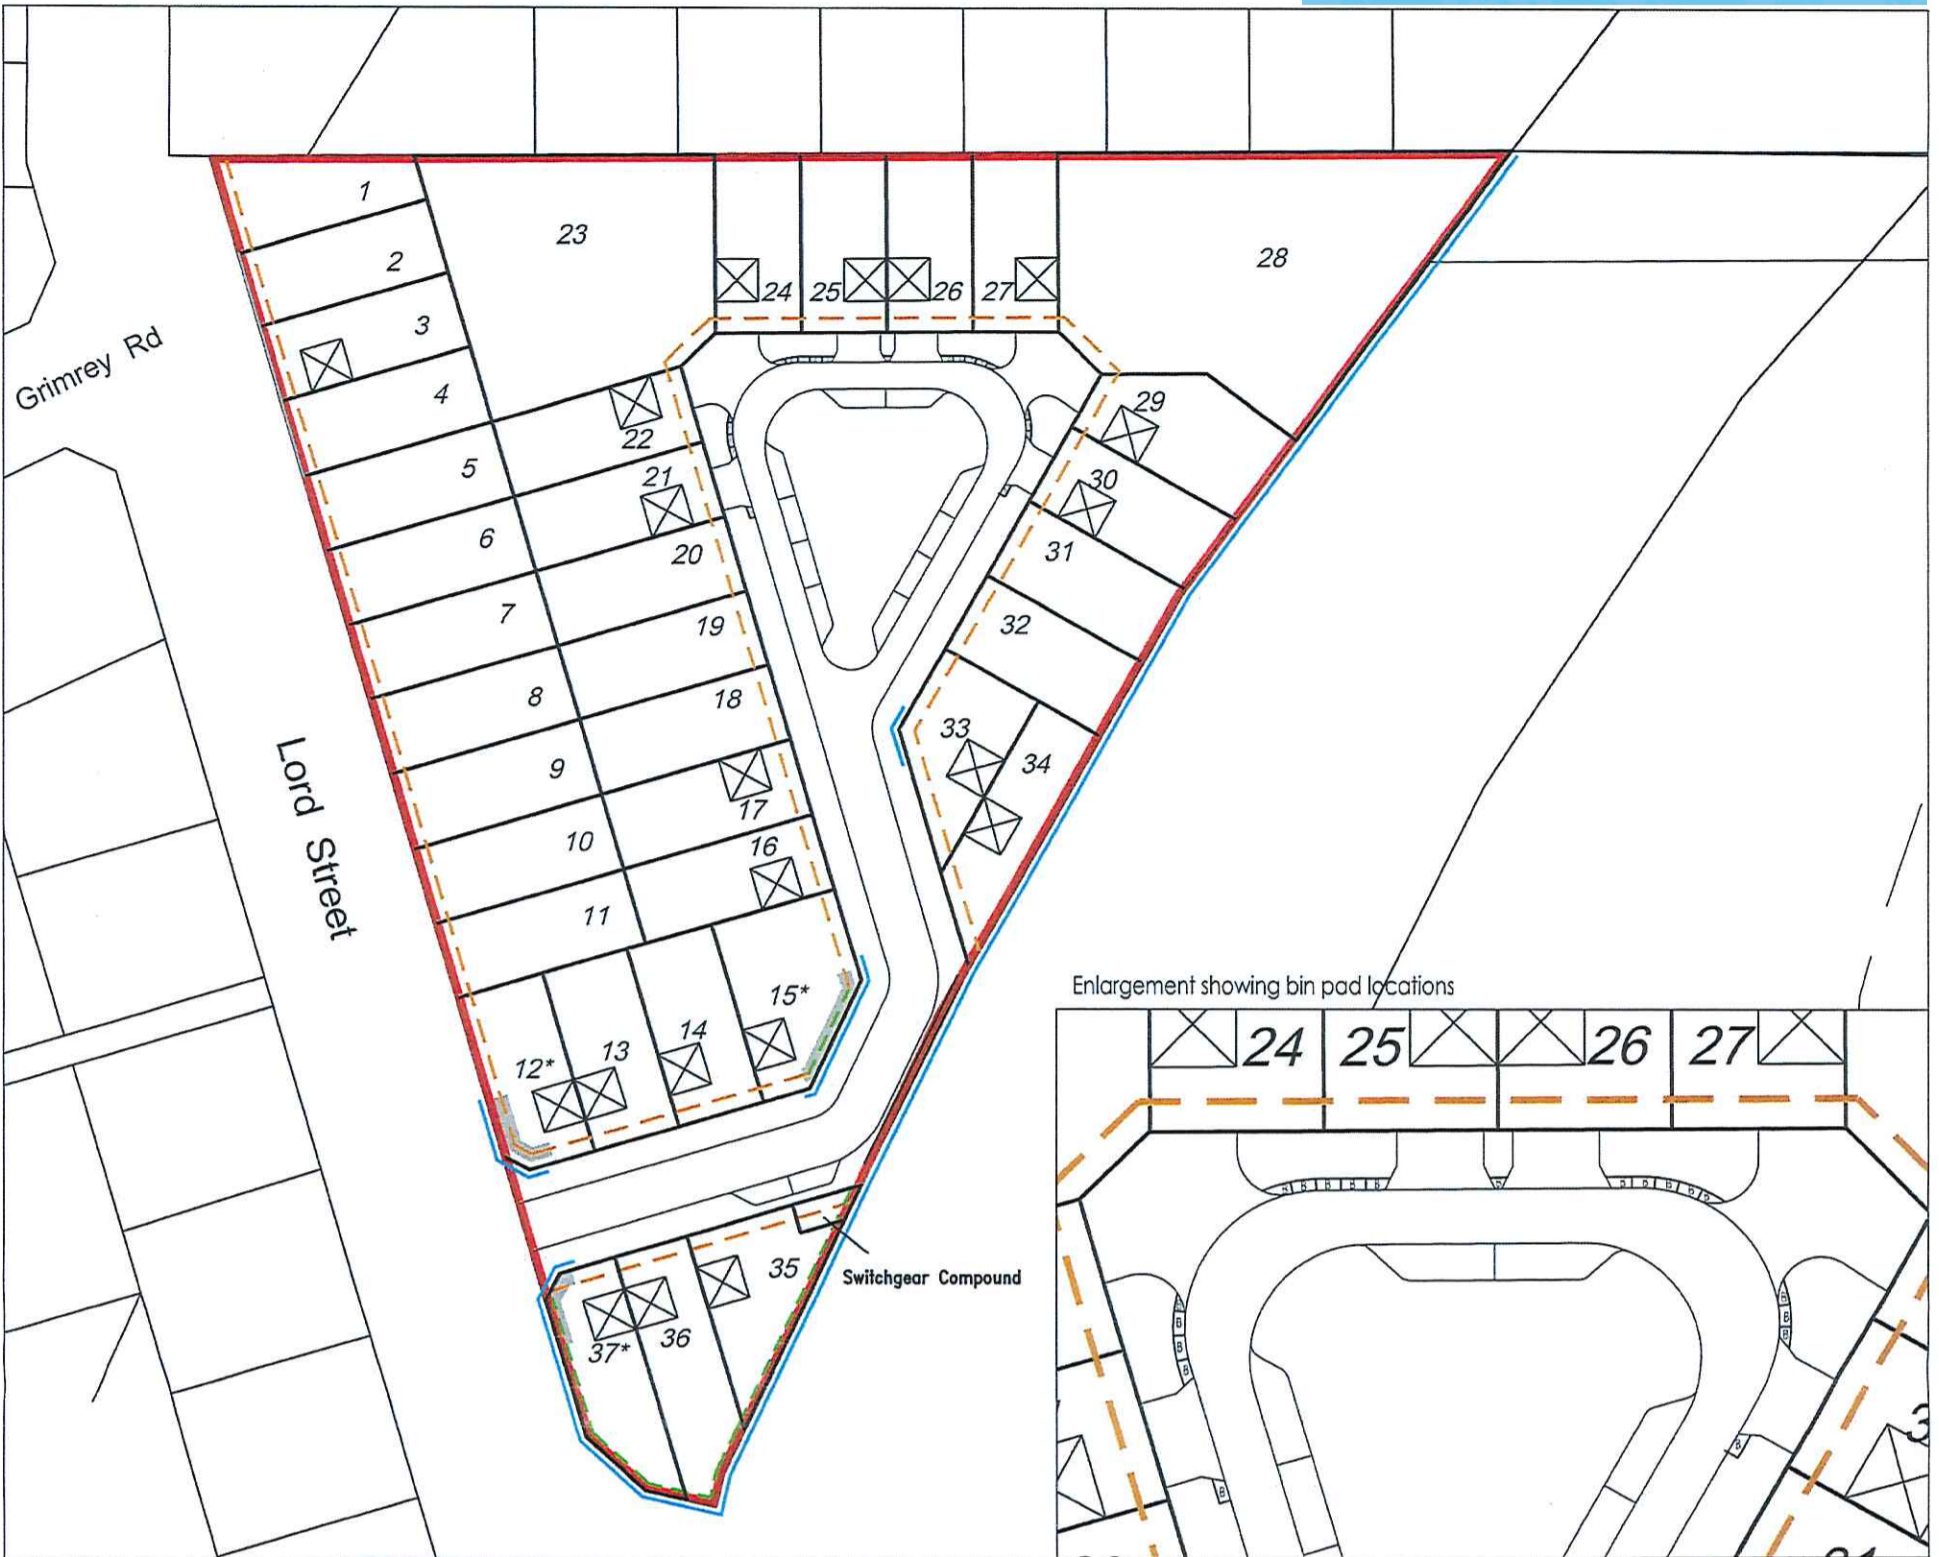 1
2
3
4
5
6
7
8
9
10
11
12*
13
14
15*
16
17
18
19
20
21
22
23
24
25
26
27
28
29
30
31
32
33
34
35
36
37*
Grimrey Rd
Lord Street
Switchgear Compound
Enlargement showing bin pad locations
24
25
26
27
B B B B B B
B
B B B B B B
B
B
B
B
B
B
B
B
B